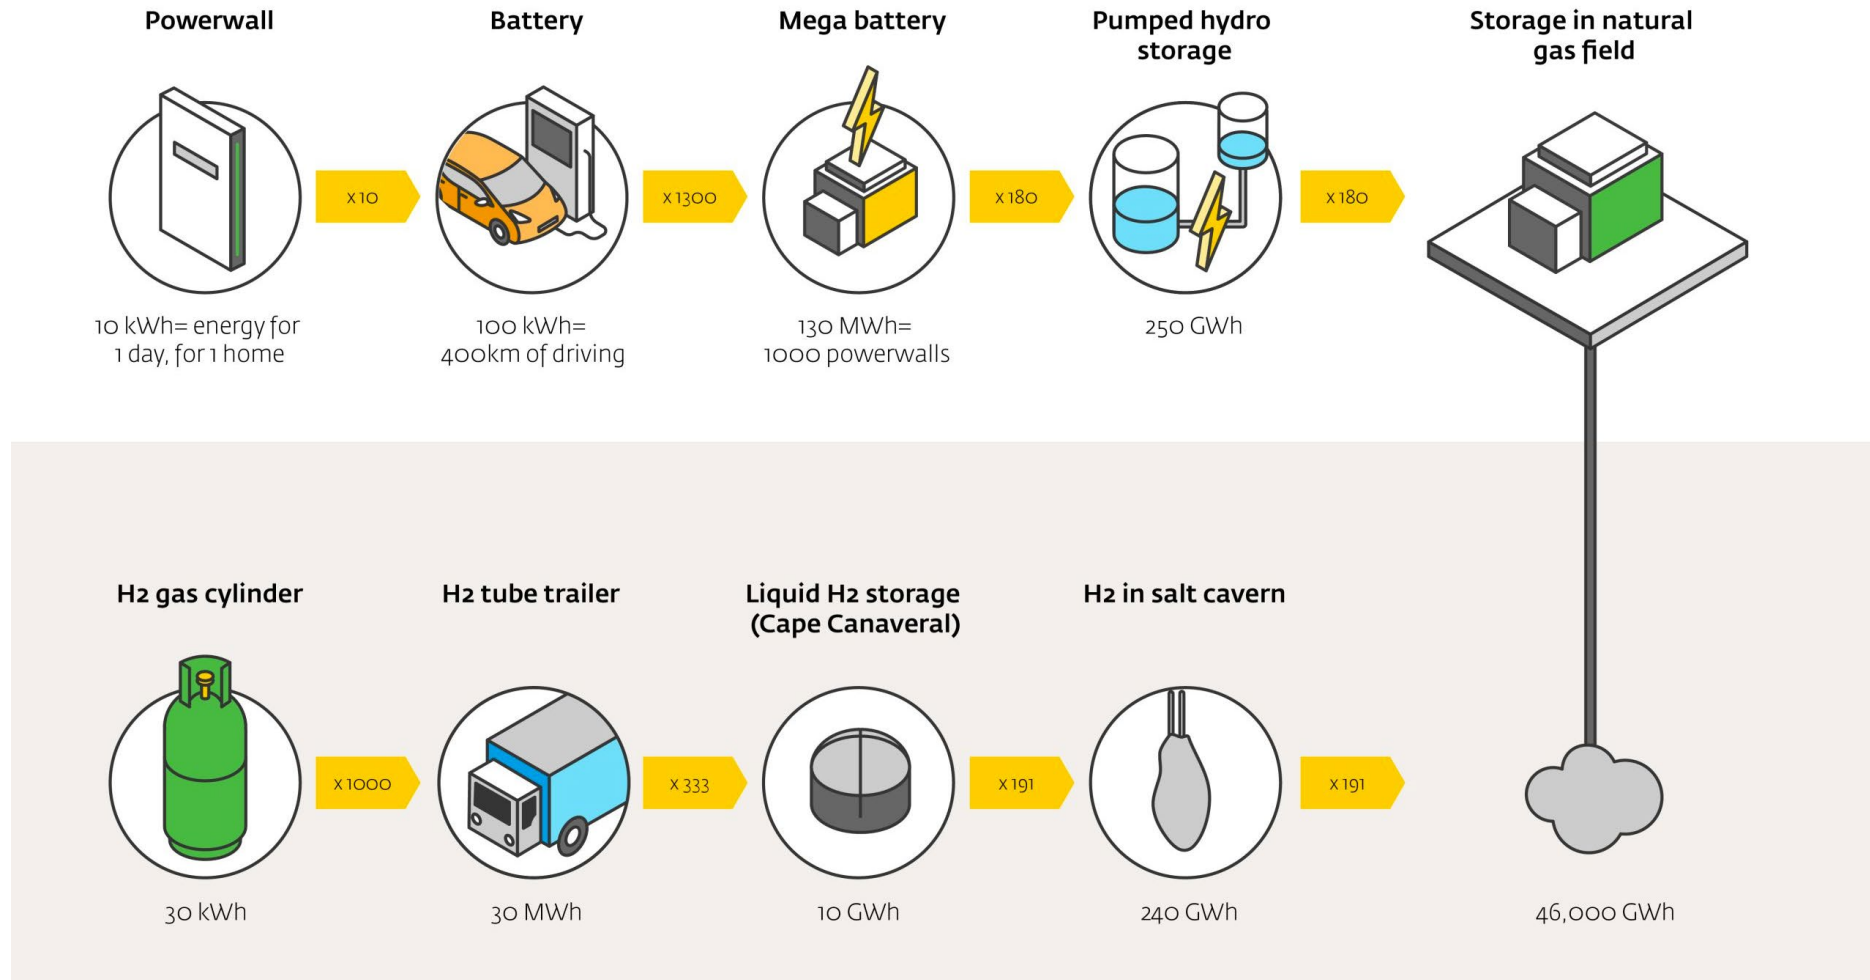 Powerwall
Battery
Mega battery
Pumped hydro
storage
Storage in natural
gas field
x 10
x 1300
x 180
x 180
10 kWh= energy for
1 day, for 1 home
100 kWh=
400km of driving
130 MWh=
1000 powerwalls
250 GWh
H2 gas cylinder
H2 tube trailer
Liquid H2 storage
(Cape Canaveral)
H2 in salt cavern
x 1000
x 333
x 191
x 191
30 kWh
30 MWh
10 GWh
240 GWh
46,000 GWh